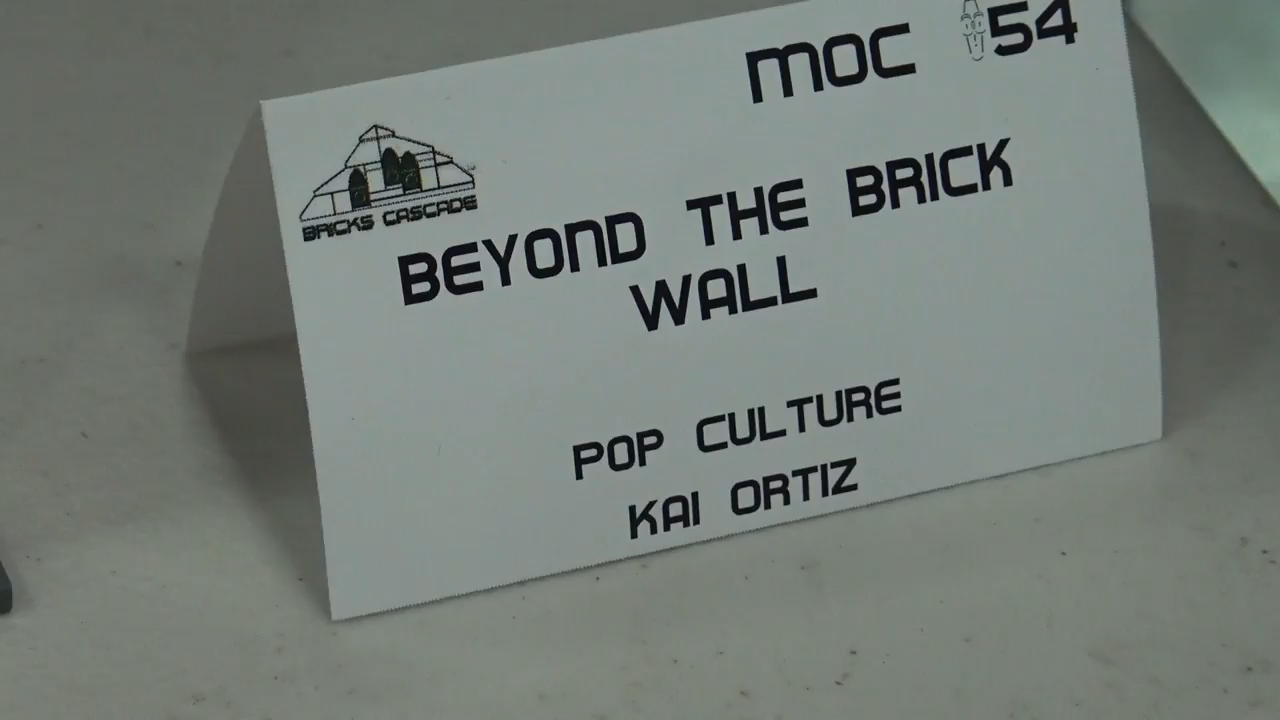 MOC #54
BRICKS CASCADE
BEYOND THE BRICK
WALL
POP CULTURE
KAI ORTIZ